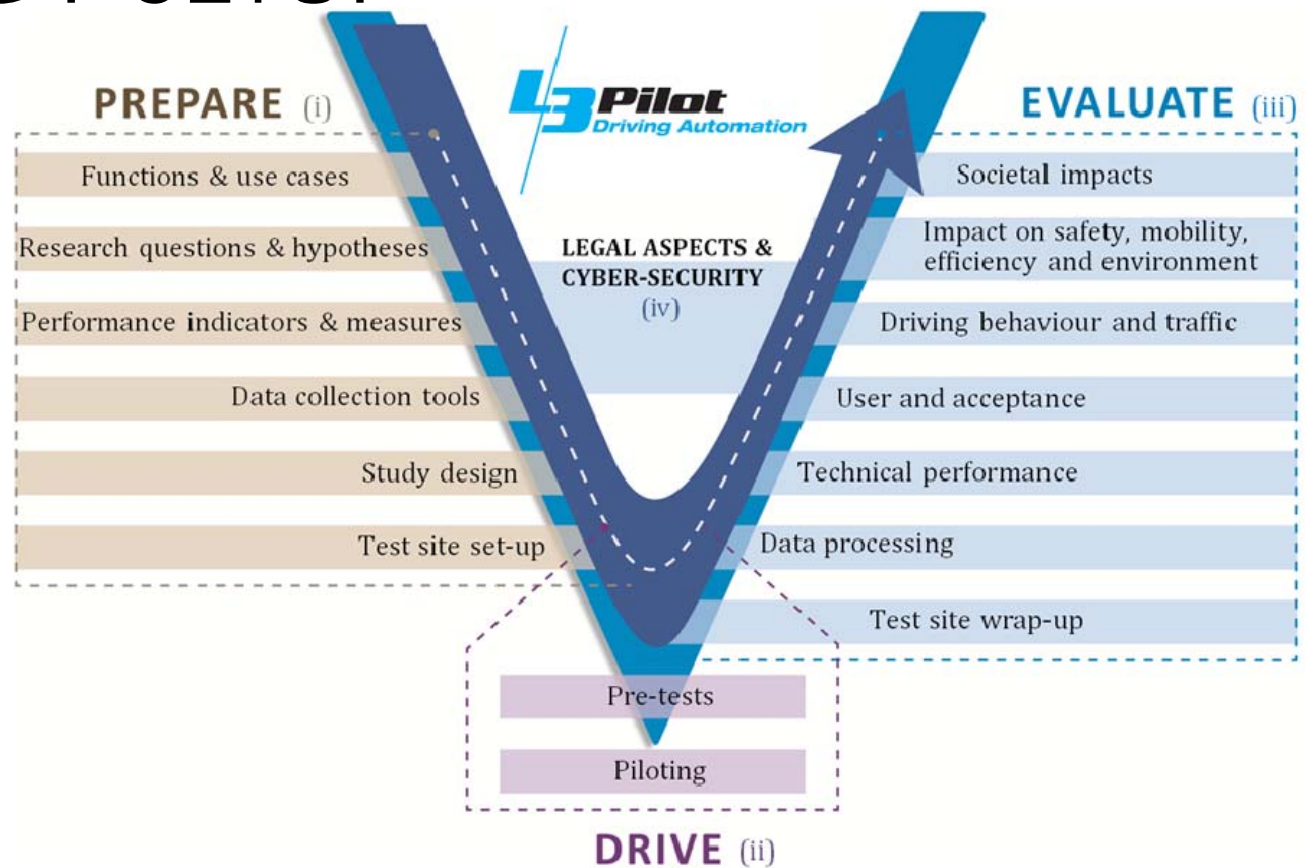 PREPARE (i)
Functions & use cases
Research questions & hypotheses
Performance indicators & measures
Data collection tools
Study design
Test site set-up
L3Pilot
Driving Automation
LEGAL ASPECTS &
CYBER-SECURITY
(iv)
Pre-tests
Piloting
DRIVE (ii)
EVALUATE (iii)
Societal impacts
Impact on safety, mobility,
efficiency and environment
Driving behaviour and traffic
User and acceptance
Technical performance
Data processing
Test site wrap-up